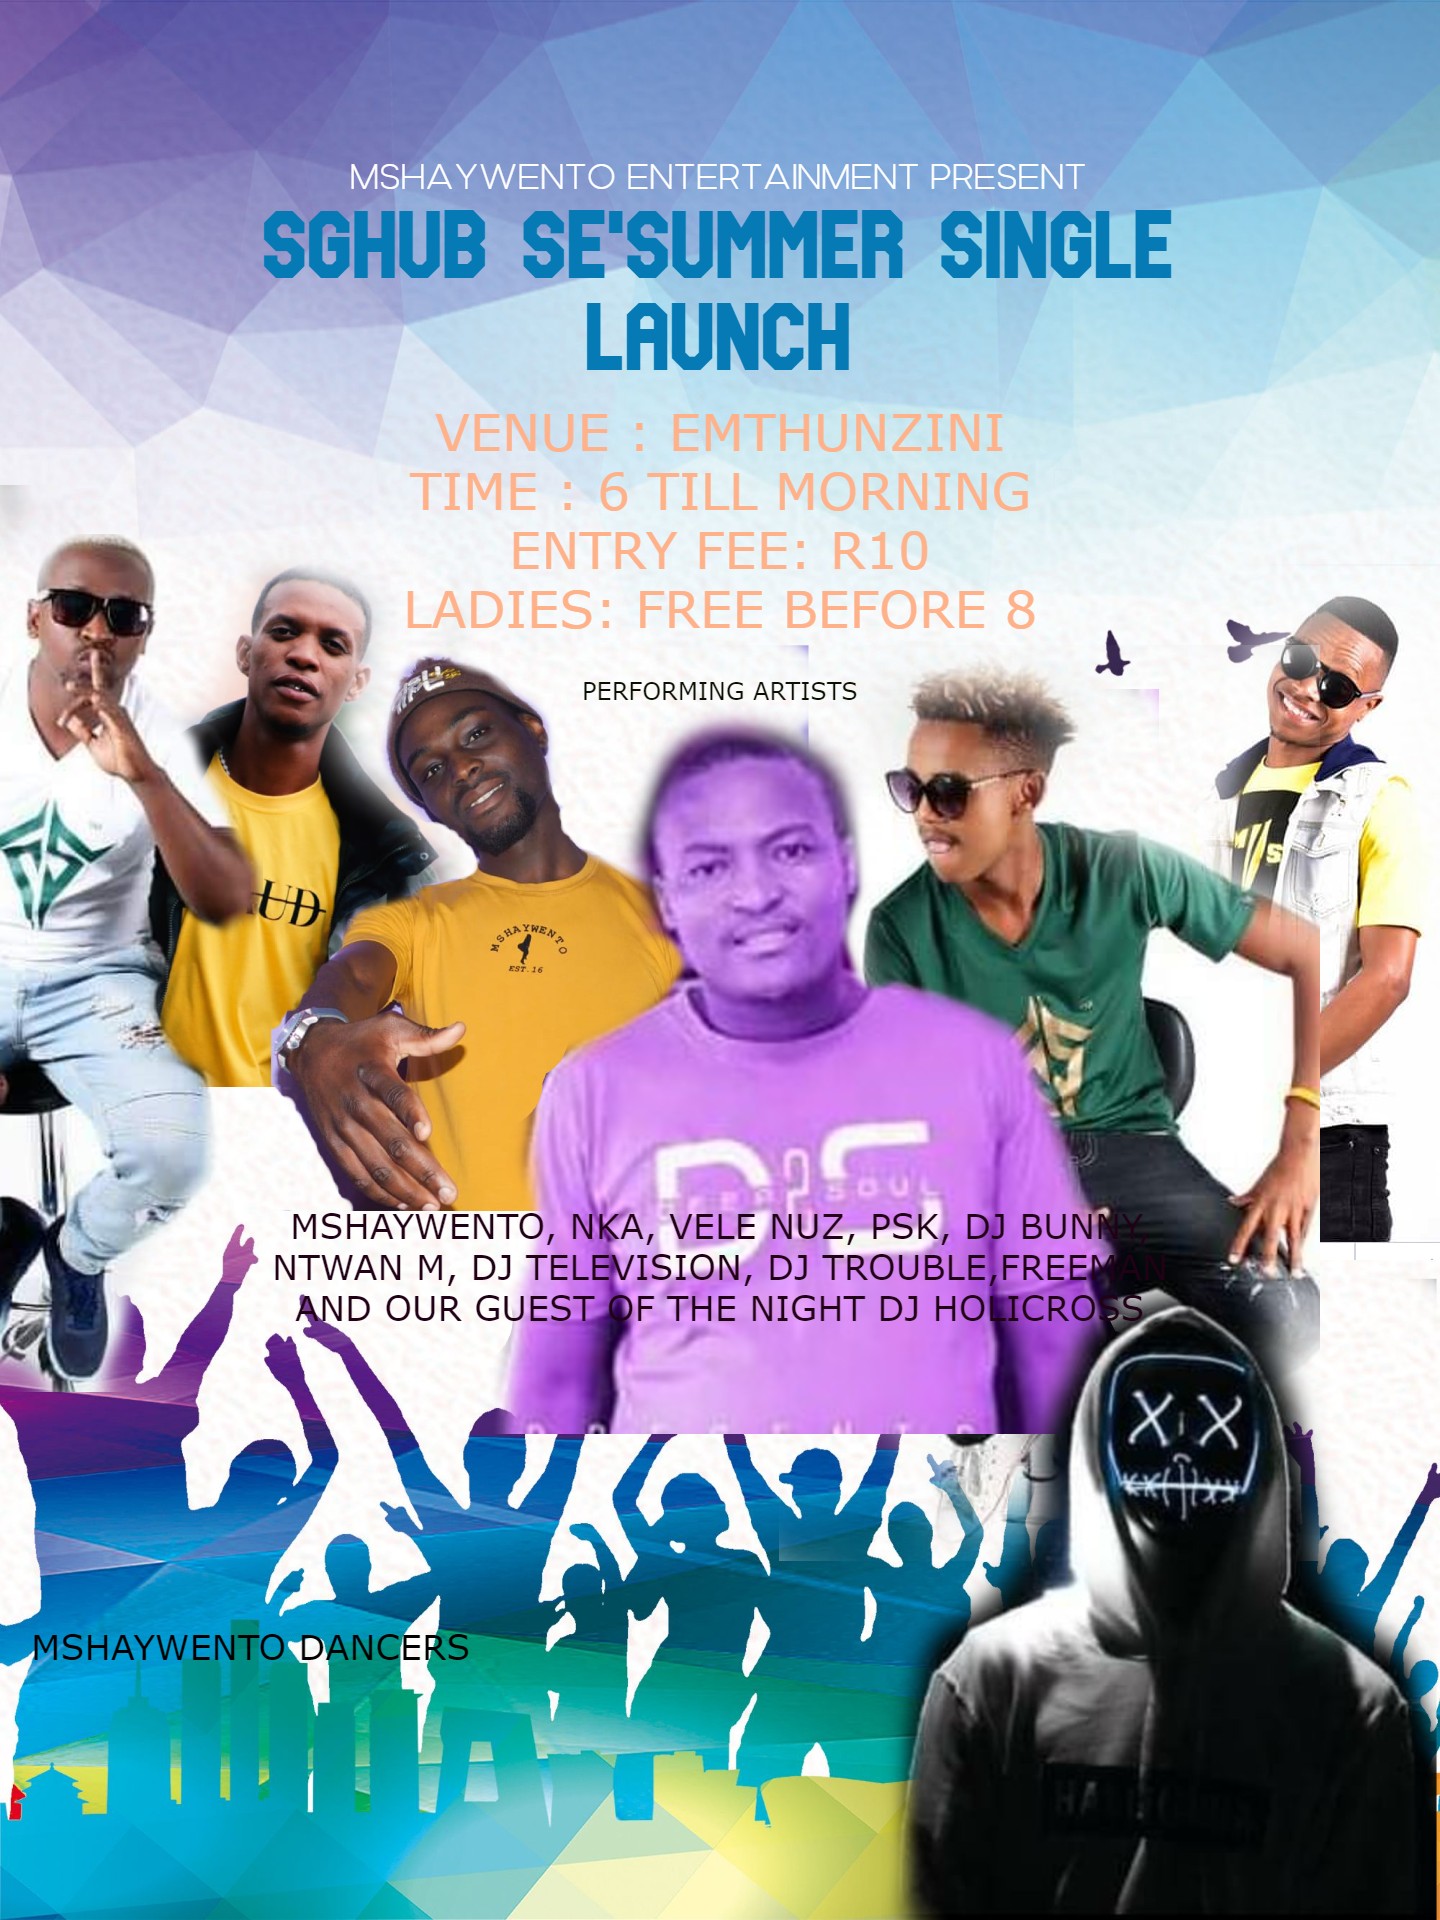 MSHAYWENTO ENTERTAINMENT PRESENT
SGHUB SE'SUMMER SINGLE
LAUNCH
VENUE : EMTHUNZINI
TIME : 6 TILL MORNING
ENTRY FEE: R10
LADIES: FREE BEFORE 8
PERFORMING ARTISTS
UD
MSHAYWENTO
EST.16
SOUL
MSHAYWENTO, NKA, VELE NUZ, PSK, DJ BUNNY,
NTWAN M, DJ TELEVISION, DJ TROUBLE,FREEMAN
AND OUR GUEST OF THE NIGHT DJ HOLICROSS
X X
MSHAYWENTO DANCERS